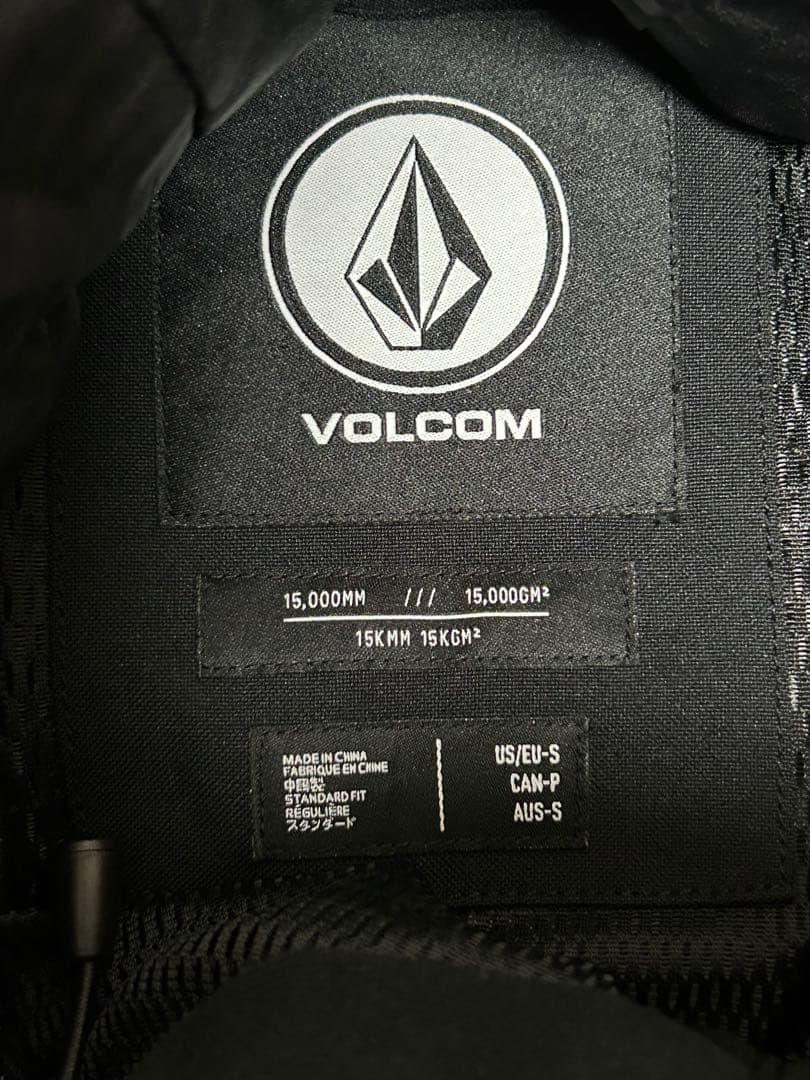 VOLCOM
15,000MM /// 15,000GM²
15KMM 15KGM²
MADE IN CHINA
FABRIQUE EN CHINE
中国製
STANDARD FIT
RÉGULIÈRE
スタンダード
US/EU-S
CAN-P
AUS-S